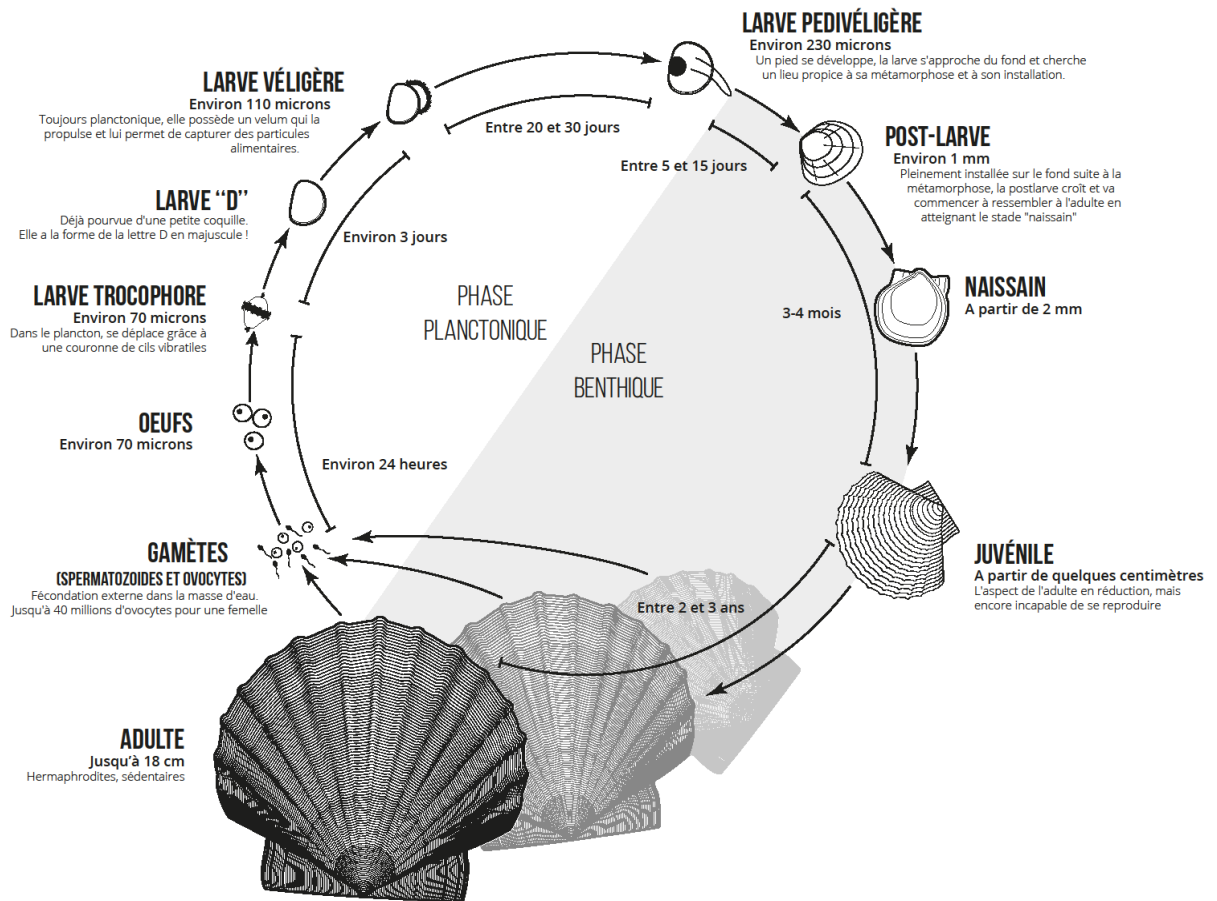 LARVE PEDIVÉLIGÈRE
Environ 230 microns
Un pied se développe, la larve s'approche du fond et cherche
un lieu propice à sa métamorphose et à son installation.
LARVE VÉLIGÈRE
Environ 110 microns
Toujours planctonique, elle possède un velum qui la
propulse et lui permet de capturer des particules
alimentaires.
Entre 20 et 30 jours
POST-LARVE
Environ 1 mm
Pleinement installée sur le fond suite à la
métamorphose, la postlarve croît et va
commencer à ressembler à l'adulte en
atteignant le stade "naissain"
Entre 5 et 15 jours
LARVE “D”
Déjà pourvue d'une petite coquille.
Elle a la forme de la lettre D en majuscule !
Environ 3 jours
LARVE TROCOPHORE
Environ 70 microns
Dans le plancton, se déplace grâce à
une couronne de cils vibratiles
PHASE
PLANCTONIQUE
NAISSAIN
A partir de 2 mm
3-4 mois
PHASE
BENTHIQUE
OEUFS
Environ 70 microns
Environ 24 heures
GAMÈTES
(SPERMATOZOIDES ET OVOCYTES)
Fécondation externe dans la masse d'eau.
Jusqu'à 40 millions d'ovocytes pour une femelle
JUVÉNILE
A partir de quelques centimètres
L'aspect de l'adulte en réduction, mais
encore incapable de se reproduire
Entre 2 et 3 ans
ADULTE
Jusqu’à 18 cm
Hermaphrodites, sédentaires